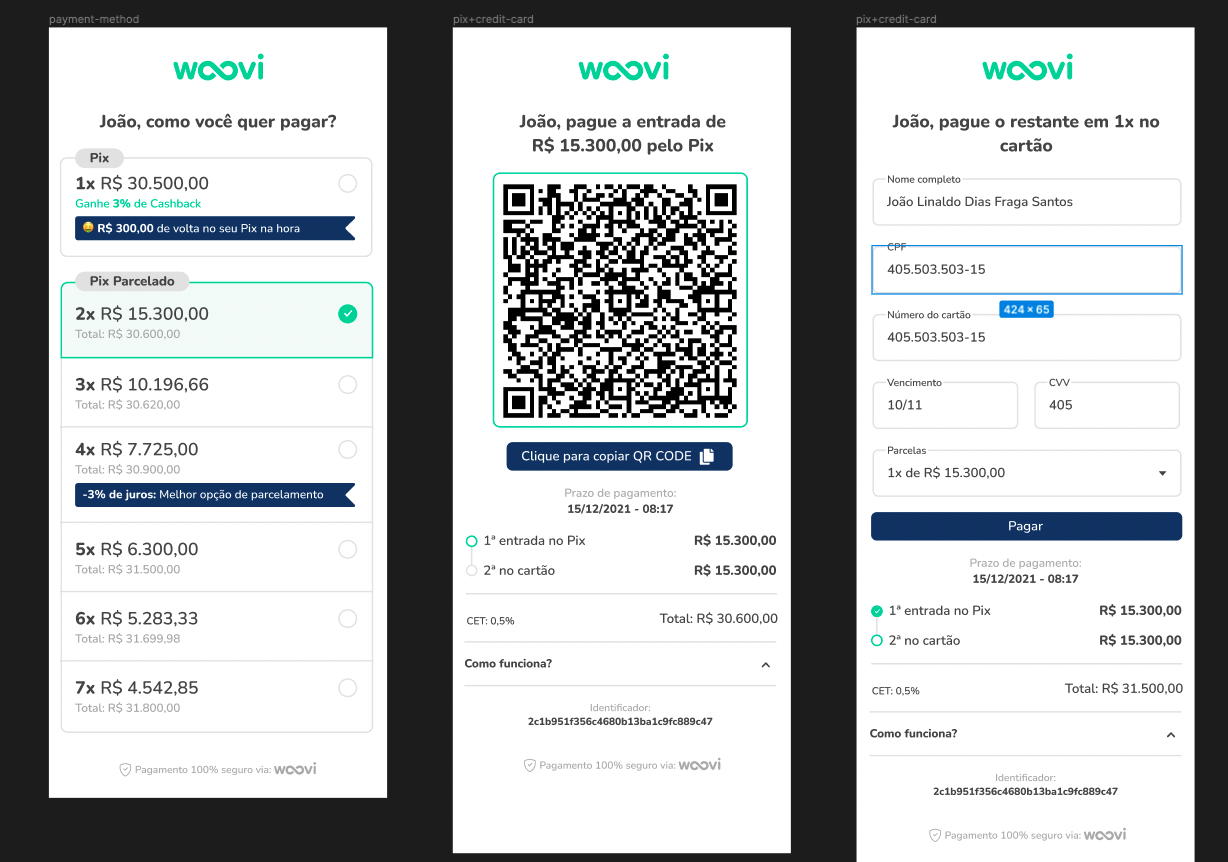 payment-method
woovi
João, como você quer pagar?
Pix
1x R$ 30.500,00
Ganhe 3% de Cashback
🤑 R$ 300,00 de volta no seu Pix na hora
Pix Parcelado
2x R$ 15.300,00
Total: R$ 30.600,00
3x R$ 10.196,66
Total: R$ 30.620,00
4x R$ 7.725,00
Total: R$ 30.900,00
-3% de juros: Melhor opção de parcelamento
5x R$ 6.300,00
Total: R$ 31.500,00
6x R$ 5.283,33
Total: R$ 31.699,98
7x R$ 4.542,85
Total: R$ 31.800,00
Pagamento 100% seguro via: woovi
pix+credit-card
woovi
João, pague a entrada de
R$ 15.300,00 pelo Pix
Clique para copiar QR CODE
Prazo de pagamento:
15/12/2021 - 08:17
1ª entrada no Pix R$ 15.300,00
2ª no cartão R$ 15.300,00
CET: 0,5% Total: R$ 30.600,00
Como funciona?
Identificador:
2c1b951f356c4680b13ba1c9fc889c47
Pagamento 100% seguro via: woovi
pix+credit-card
woovi
João, pague o restante em 1x no
cartão
Nome completo
João Linaldo Dias Fraga Santos
CPF
405.503.503-15
424 × 65
Número do cartão
405.503.503-15
Vencimento CVV
10/11 405
Parcelas
1x de R$ 15.300,00
Pagar
Prazo de pagamento:
15/12/2021 - 08:17
1ª entrada no Pix R$ 15.300,00
2ª no cartão R$ 15.300,00
CET: 0,5% Total: R$ 31.500,00
Como funciona?
Identificador:
2c1b951f356c4680b13ba1c9fc889c47
Pagamento 100% seguro via: woovi